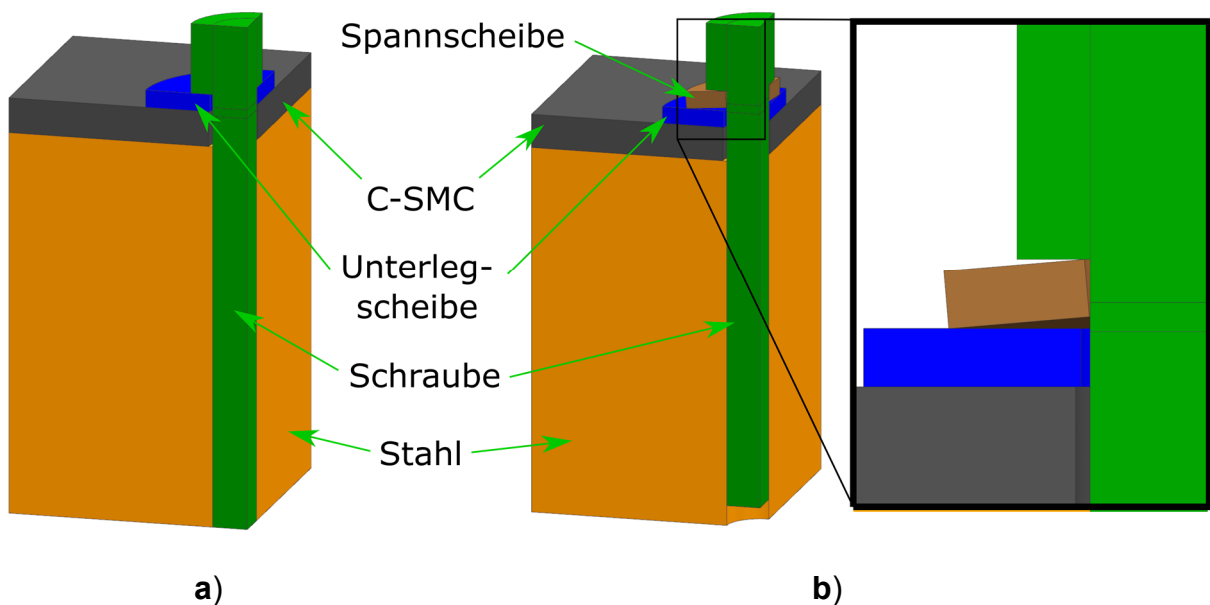 Spannscheibe
C-SMC
Unterleg-
scheibe
Schraube
Stahl
a)
b)